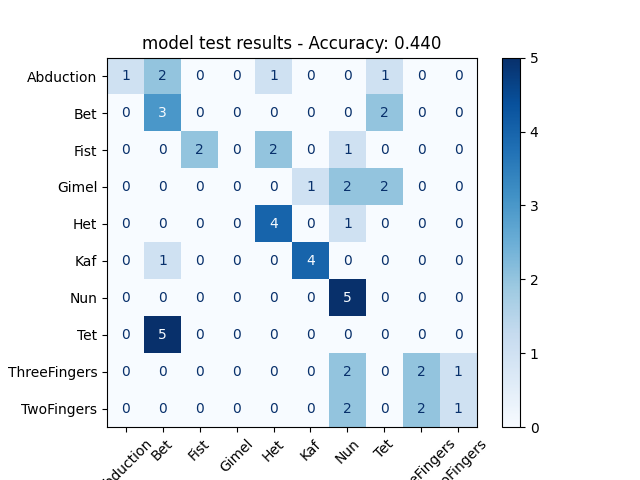 model test results - Accuracy: 0.440
Abduction 1 2 0 0 1 0 0 1 0 0
Bet 0 3 0 0 0 0 0 2 0 0
Fist 0 0 2 0 2 0 1 0 0 0
Gimel 0 0 0 0 0 1 2 2 0 0
Het 0 0 0 0 4 0 1 0 0 0
Kaf 0 1 0 0 0 4 0 0 0 0
Nun 0 0 0 0 0 0 5 0 0 0
Tet 0 5 0 0 0 0 0 0 0 0
ThreeFingers 0 0 0 0 0 0 2 0 2 1
TwoFingers 0 0 0 0 0 0 2 0 2 1
Bet Fist Gimel Het Kaf Nun Tet
5
4
3
2
1
0